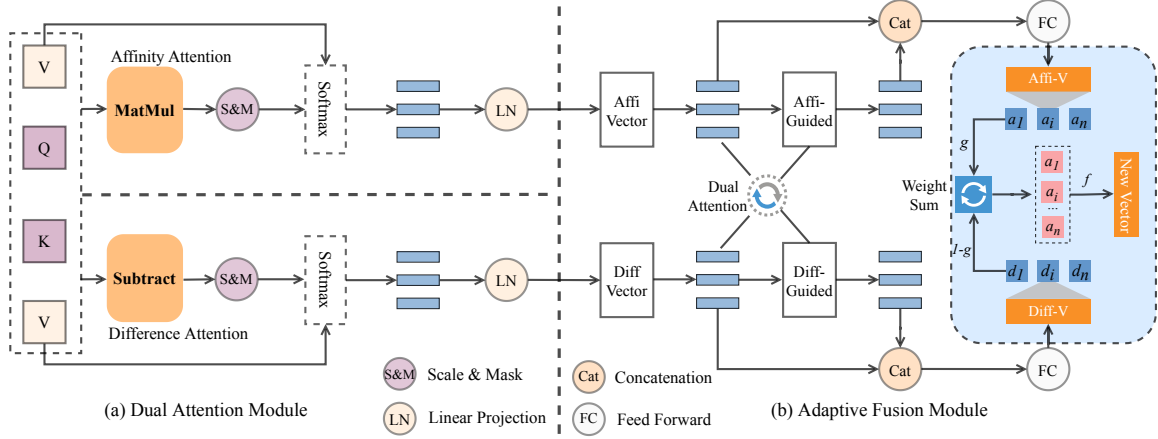 V
Q
K
V
Affinity Attention
MatMul
S&M
Softmax
LN
Subtract
S&M
Softmax
LN
Difference Attention
S&M
Scale & Mask
LN
Linear Projection
(a) Dual Attention Module
Affi
Vector
Affi-
Guided
Cat
FC
Dual
Attention
Diff
Vector
Diff-
Guided
Cat
FC
Affi-V
a1 ai an
g
Weight
Sum
a1
ai
...
an
f
New Vector
1-g
d1 di dn
Diff-V
Cat
Concatenation
FC
Feed Forward
(b) Adaptive Fusion Module